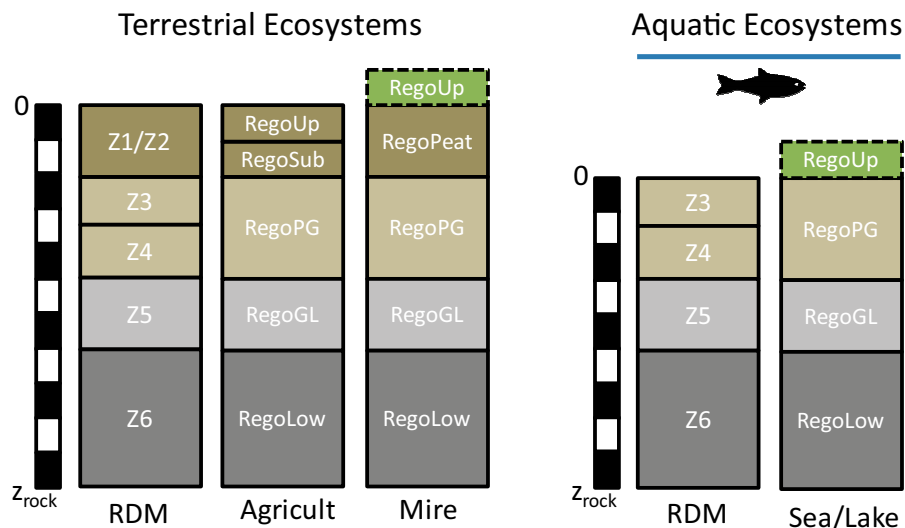 Terrestrial Ecosystems
Aquatic Ecosystems
0
Z1/Z2
Z3
Z4
Z5
Z6
RegoUp
RegoSub
RegoPG
RegoGL
RegoLow
RegoUp
RegoPeat
RegoPG
RegoGL
RegoLow
zrock
RDM
Agricult
Mire
0
Z3
Z4
Z5
Z6
RegoUp
RegoPG
RegoGL
RegoLow
zrock
RDM
Sea/Lake